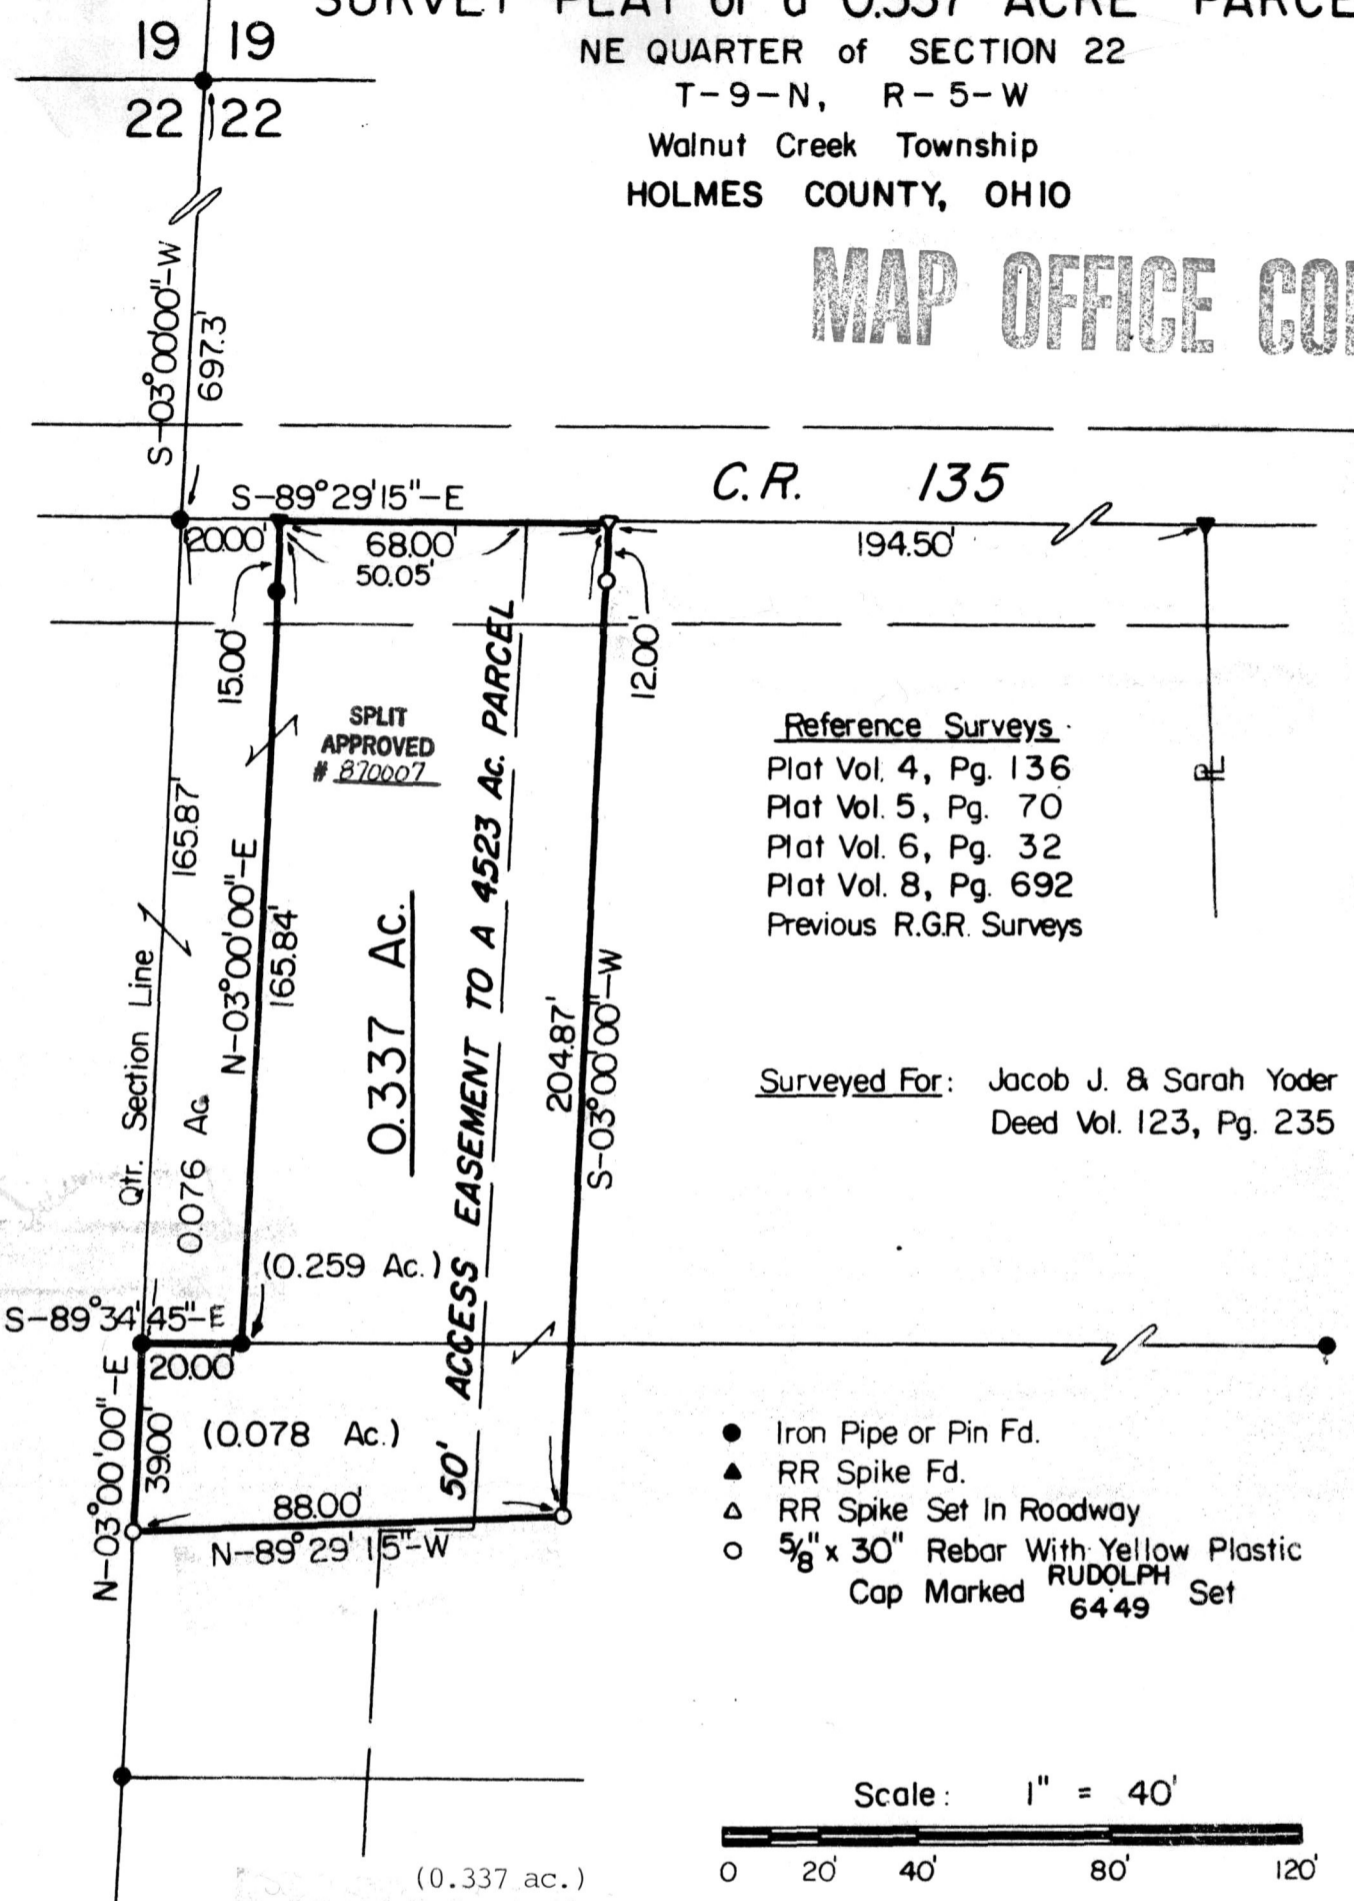 SURVEY PLAT of a 0.337 ACRE PARCE
NE QUARTER of SECTION 22
T-9-N, R-5-W
Walnut Creek Township
HOLMES COUNTY, OHIO
19 19
22 22
MAP OFFICE COP
S-03°00'00"-W
697.3'
C.R. 135
S-89°29'15"-E
20.00'
68.00'
50.05'
194.50'
15.00'
12.00'
SPLIT
APPROVED
# 870007
Reference Surveys
Plat Vol. 4, Pg. 136
Plat Vol. 5, Pg. 70
Plat Vol. 6, Pg. 32
Plat Vol. 8, Pg. 692
Previous R.G.R. Surveys
PL
165.87'
Qtr. Section Line
0.076 Ac.
N-03°00'00"-E
165.84'
0.337 Ac.
50' ACCESS EASEMENT TO A 4.523 Ac. PARCEL
204.87'
S-03°00'00"-W
Surveyed For: Jacob J. & Sarah Yoder
Deed Vol. 123, Pg. 235
(0.259 Ac.)
S-89°34'45"-E
20.00'
N-03°00'00"-E
39.00'
(0.078 Ac.)
88.00'
N-89°29'15"-W
Iron Pipe or Pin Fd.
RR Spike Fd.
RR Spike Set In Roadway
5/8" x 30" Rebar With Yellow Plastic
Cap Marked RUDOLPH 6449 Set
Scale: 1" = 40'
0 20' 40' 80' 120'
(0.337 ac.)